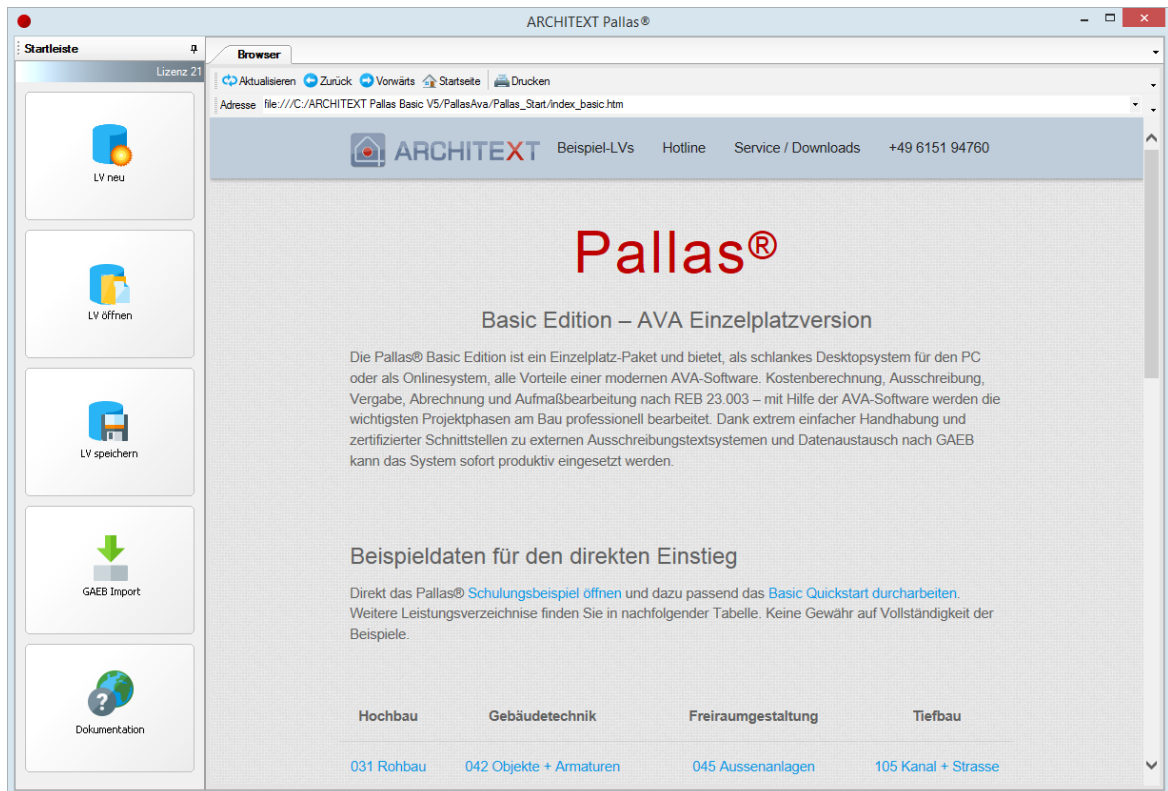 ARCHITEXT Pallas®
Startleiste
Lizenz 21
LV neu
LV öffnen
LV speichern
GAEB Import
Dokumentation
Browser
Aktualisieren Zurück Vorwärts Startseite Drucken
Adresse file:///C:/ARCHITEXT Pallas Basic V5/PallasAva/Pallas_Start/index_basic.htm
ARCHITEXT Beispiel-LVs Hotline Service / Downloads +49 6151 94760
Pallas®
Basic Edition – AVA Einzelplatzversion
Die Pallas® Basic Edition ist ein Einzelplatz-Paket und bietet, als schlankes Desktopsystem für den PC
oder als Onlinesystem, alle Vorteile einer modernen AVA-Software. Kostenberechnung, Ausschreibung,
Vergabe, Abrechnung und Aufmaßbearbeitung nach REB 23.003 – mit Hilfe der AVA-Software werden die
wichtigsten Projektphasen am Bau professionell bearbeitet. Dank extrem einfacher Handhabung und
zertifizierter Schnittstellen zu externen Ausschreibungstextsystemen und Datenaustausch nach GAEB
kann das System sofort produktiv eingesetzt werden.
Beispieldaten für den direkten Einstieg
Direkt das Pallas® Schulungsbeispiel öffnen und dazu passend das Basic Quickstart durcharbeiten.
Weitere Leistungsverzeichnise finden Sie in nachfolgender Tabelle. Keine Gewähr auf Vollständigkeit der
Beispiele.
Hochbau Gebäudetechnik Freiraumgestaltung Tiefbau
031 Rohbau 042 Objekte + Armaturen 045 Aussenanlagen 105 Kanal + Strasse